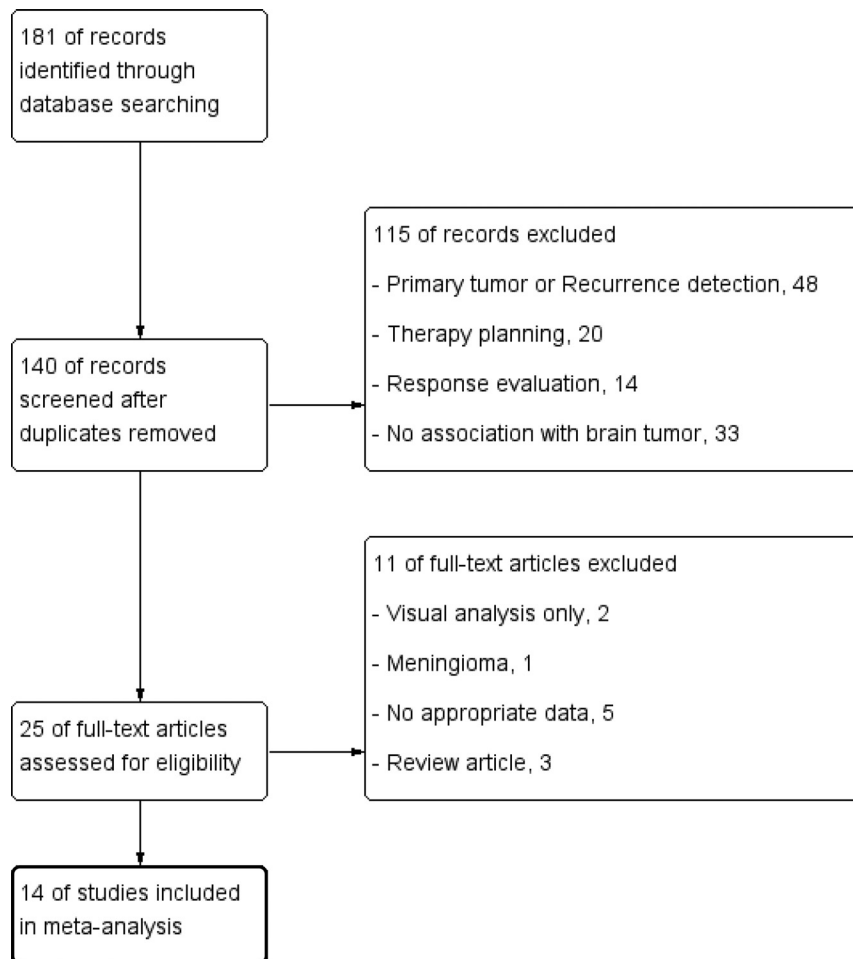 181 of records
identified through
database searching
115 of records excluded
- Primary tumor or Recurrence detection, 48
- Therapy planning, 20
- Response evaluation, 14
- No association with brain tumor, 33
140 of records
screened after
duplicates removed
11 of full-text articles excluded
- Visual analysis only, 2
- Meningioma, 1
- No appropriate data, 5
- Review article, 3
25 of full-text articles
assessed for eligibility
14 of studies included
in meta-analysis